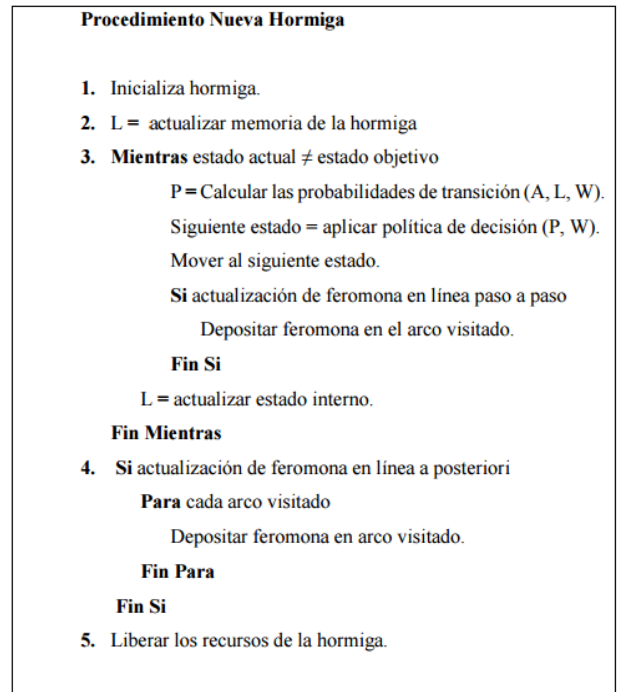 Procedimiento Nueva Hormiga
1. Inicializa hormiga.
2. L = actualizar memoria de la hormiga
3. Mientras estado actual ≠ estado objetivo
P = Calcular las probabilidades de transición (A, L, W).
Siguiente estado = aplicar política de decisión (P, W).
Mover al siguiente estado.
Si actualización de feromona en línea paso a paso
Depositar feromona en el arco visitado.
Fin Si
L = actualizar estado interno.
Fin Mientras
4. Si actualización de feromona en línea a posteriori
Para cada arco visitado
Depositar feromona en arco visitado.
Fin Para
Fin Si
5. Liberar los recursos de la hormiga.